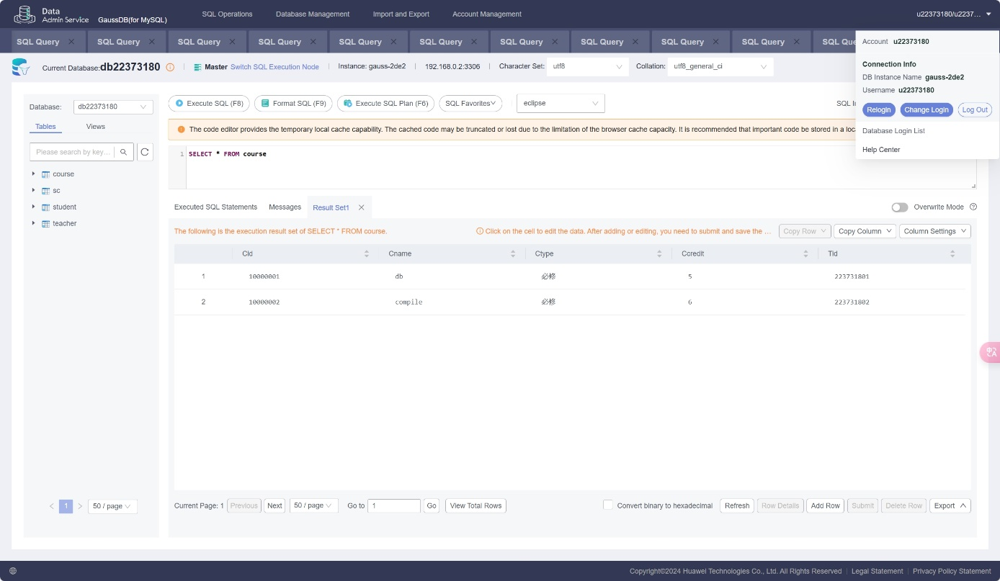 Data
Admin Service GaussDB(for MySQL) SQL Operations Database Management Import and Export Account Management u22373180/u2237...
SQL Query SQL Query SQL Query SQL Query SQL Query SQL Query SQL Query SQL Query SQL Query SQL Query SQL Que
Account u22373180
Connection Info
DB Instance Name gauss-2de2
Username u22373180
Relogin Change Login Log Out
Database Login List
Help Center
Current Database:db22373180 Master Switch SQL Execution Node Instance: gauss-2de2 192.168.0.2:3306 Character Set: utf8 Collation: utf8_general_ci
Database: db22373180
Tables Views
Please search by key...
course
sc
student
teacher
< 1 > 50 / page
Execute SQL (F8) Format SQL (F9) Execute SQL Plan (F6) SQL Favorites eclipse SQL In
The code editor provides the temporary local cache capability. The cached code may be truncated or lost due to the limitation of the browser cache capacity. It is recommended that important code be stored in a loca
1 SELECT * FROM course
Executed SQL Statements Messages Result Set1 Overwrite Mode
The following is the execution result set of SELECT * FROM course. Click on the cell to edit the data. After adding or editing, you need to submit and save the ... Copy Row Copy Column Column Settings
Cid Cname Ctype Ccredit Tid
1 10000001 db 必修 5 223731801
2 10000002 compile 必修 6 223731802
Current Page: 1 Previous Next 50 / page Go to 1 Go View Total Rows Convert binary to hexadecimal Refresh Row Details Add Row Submit Delete Row Export
Copyright©2024 Huawei Technologies Co., Ltd. All Rights Reserved Legal Statement Privacy Policy Statement